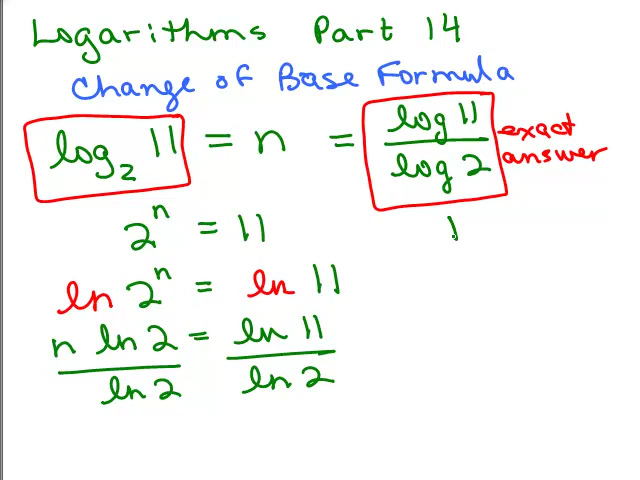 Logarithms Part 14
Change of Base Formula
log₂ 11 = n = log 11 / log 2 exact answer
2ⁿ = 11
ln 2ⁿ = ln 11
n ln 2 / ln 2 = ln 11 / ln 2